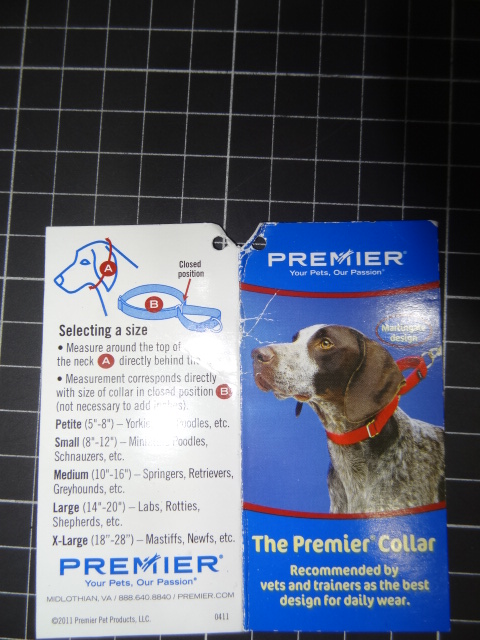 A
Closed
position
B
Selecting a size
• Measure around the top of
the neck A directly behind the
• Measurement corresponds directly
with size of collar in closed position B
(not necessary to add
Petite (5"-8") –
Small (8"-12") – Poodles,
Schnauzers, etc.
Medium (10"-16") – Springers, Retrievers,
Greyhounds, etc.
Large (14"-20") – Labs, Rotties,
Shepherds, etc.
X-Large (18"-28") – Mastiffs, Newfs, etc.
PREMIER®
Your Pets, Our Passion®
MIDLOTHIAN, VA / 888.640.8840 / PREMIER.COM
©2011 Premier Pet Products, LLC. 0411
PREMIER®
Your Pets, Our Passion®
Martingale
design
The Premier® Collar
Recommended by
vets and trainers as the best
design for daily wear.